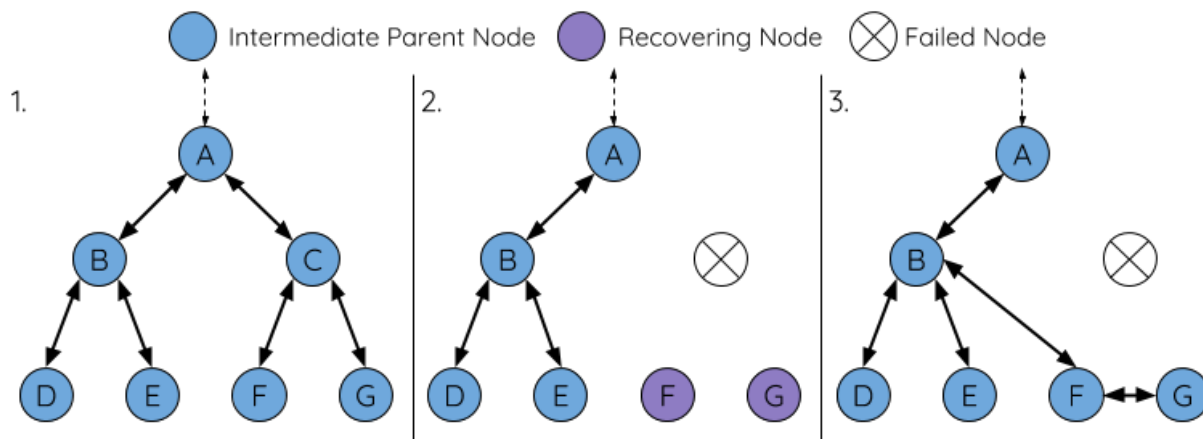 Intermediate Parent Node
Recovering Node
Failed Node
1.
A
B
C
D
E
F
G
2.
A
B
D
E
F
G
3.
A
B
D
E
F
G